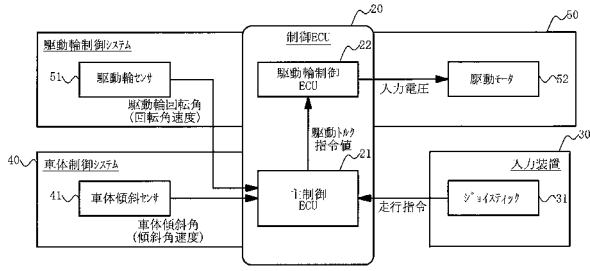 20
50
制御ECU
駆動輪制御システム
22
51
駆動輪センサ
駆動輪制御
ECU
入力電圧
駆動モータ
52
駆動輪回転角
(回転角速度)
駆動トルク
指令値
30
40
車体制御システム
21
入力装置
41
車体傾斜センサ
主制御
ECU
走行指令
ジョイスティック
31
車体傾斜角
(傾斜角速度)